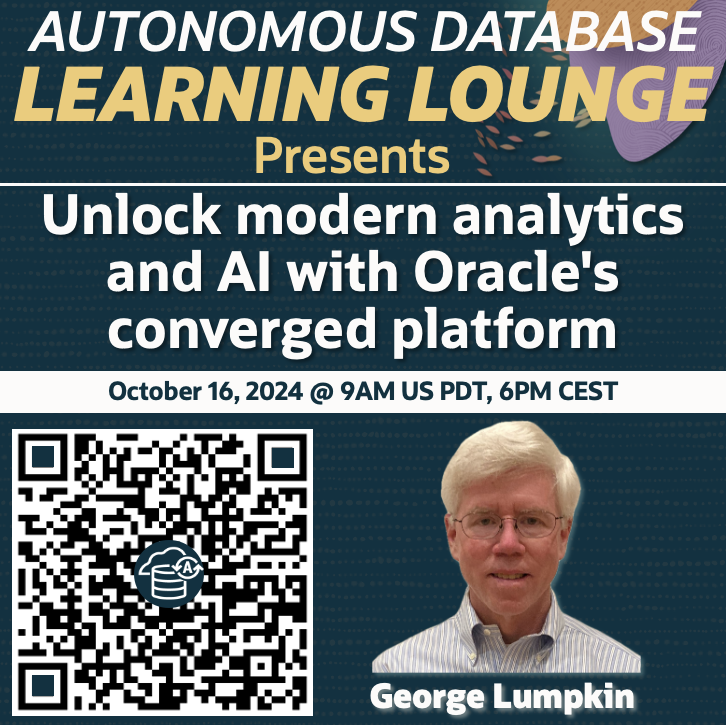 AUTONOMOUS DATABASE
LEARNING LOUNGE
Presents
Unlock modern analytics
and AI with Oracle's
converged platform
October 16, 2024 @ 9AM US PDT, 6PM CEST
A
George Lumpkin